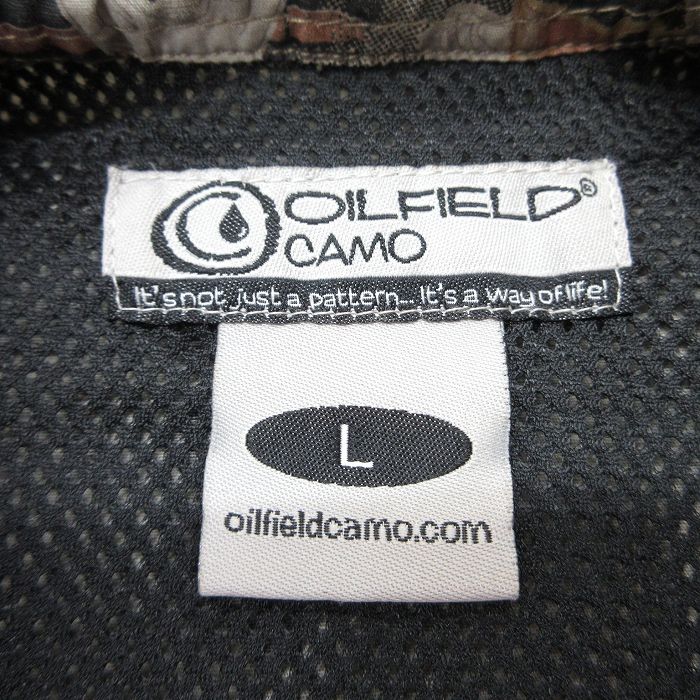 OILFIELD®
CAMO
It's not just a pattern... It's a way of life!
L
oilfieldcamo.com